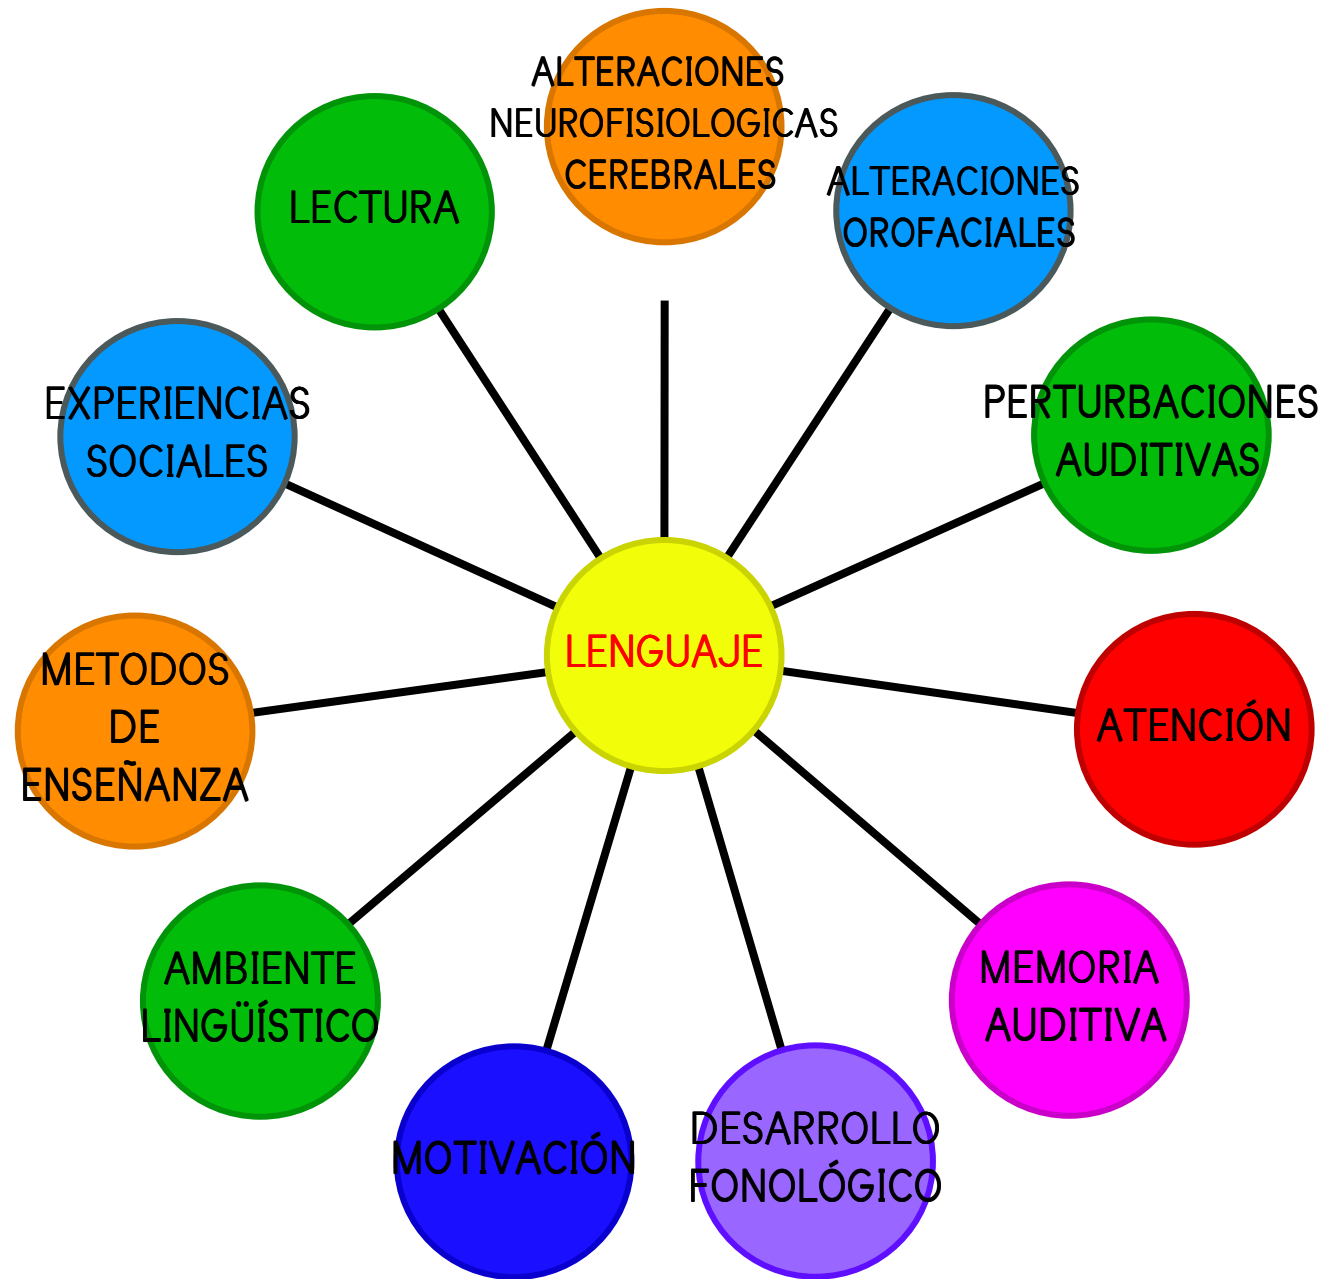 ALTERACIONES
NEUROFISIOLOGICAS
CEREBRALES
ALTERACIONES
OROFACIALES
LECTURA
PERTURBACIONES
AUDITIVAS
EXPERIENCIAS
SOCIALES
LENGUAJE
METODOS
DE
ENSEÑANZA
ATENCIÓN
AMBIENTE
LINGÜÍSTICO
MEMORIA
AUDITIVA
MOTIVACIÓN
DESARROLLO
FONOLÓGICO